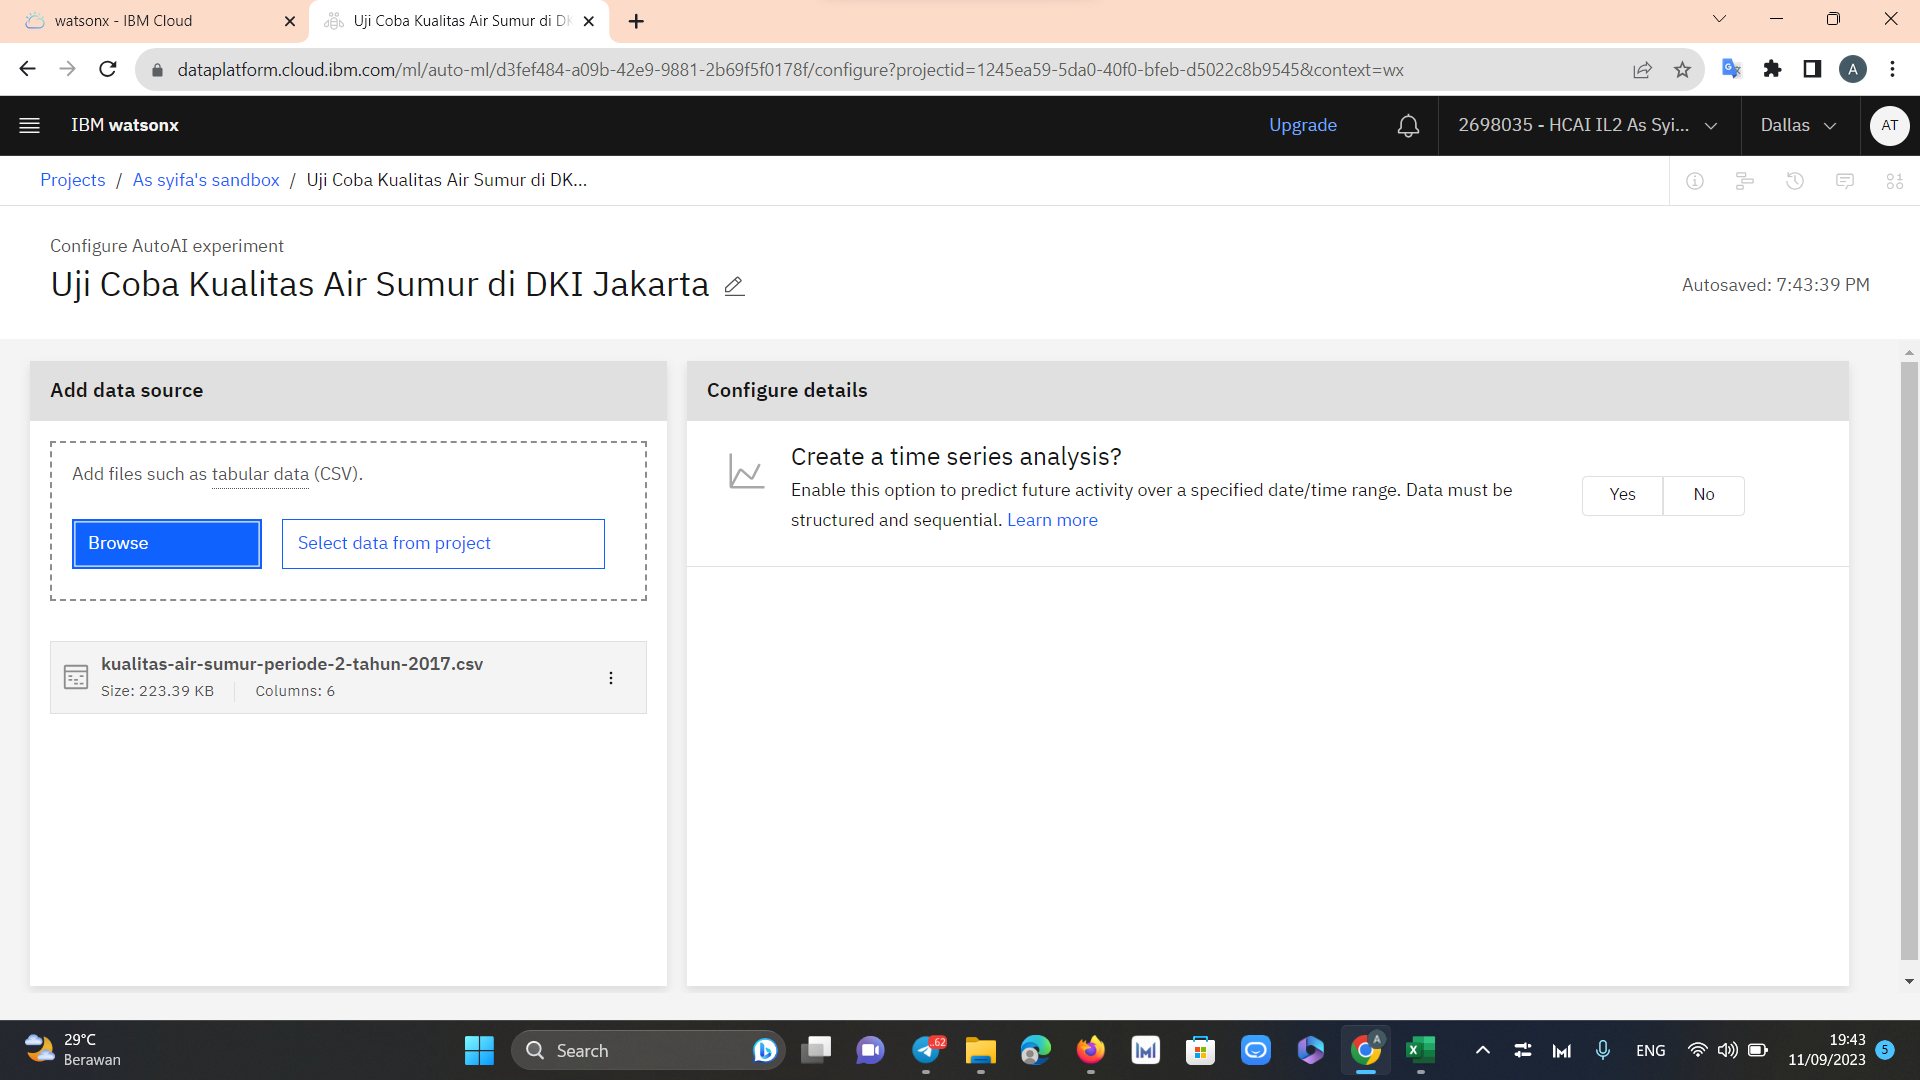 watsonx - IBM Cloud
Uji Coba Kualitas Air Sumur di DK
dataplatform.cloud.ibm.com/ml/auto-ml/d3fef484-a09b-42e9-9881-2b69f5f0178f/configure?projectid=1245ea59-5da0-40f0-bfeb-d5022c8b9545&context=wx
A
IBM watsonx
Upgrade
2698035 - HCAI IL2 As Syi...
Dallas
AT
Projects / As syifa's sandbox / Uji Coba Kualitas Air Sumur di DK...
Configure AutoAI experiment
Uji Coba Kualitas Air Sumur di DKI Jakarta
Autosaved: 7:43:39 PM
Add data source
Add files such as tabular data (CSV).
Browse
Select data from project
kualitas-air-sumur-periode-2-tahun-2017.csv
Size: 223.39 KB
Columns: 6
Configure details
Create a time series analysis?
Enable this option to predict future activity over a specified date/time range. Data must be
structured and sequential. Learn more
Yes
No
29°C
Berawan
Search
..62
A
ENG
19:43
11/09/2023
5